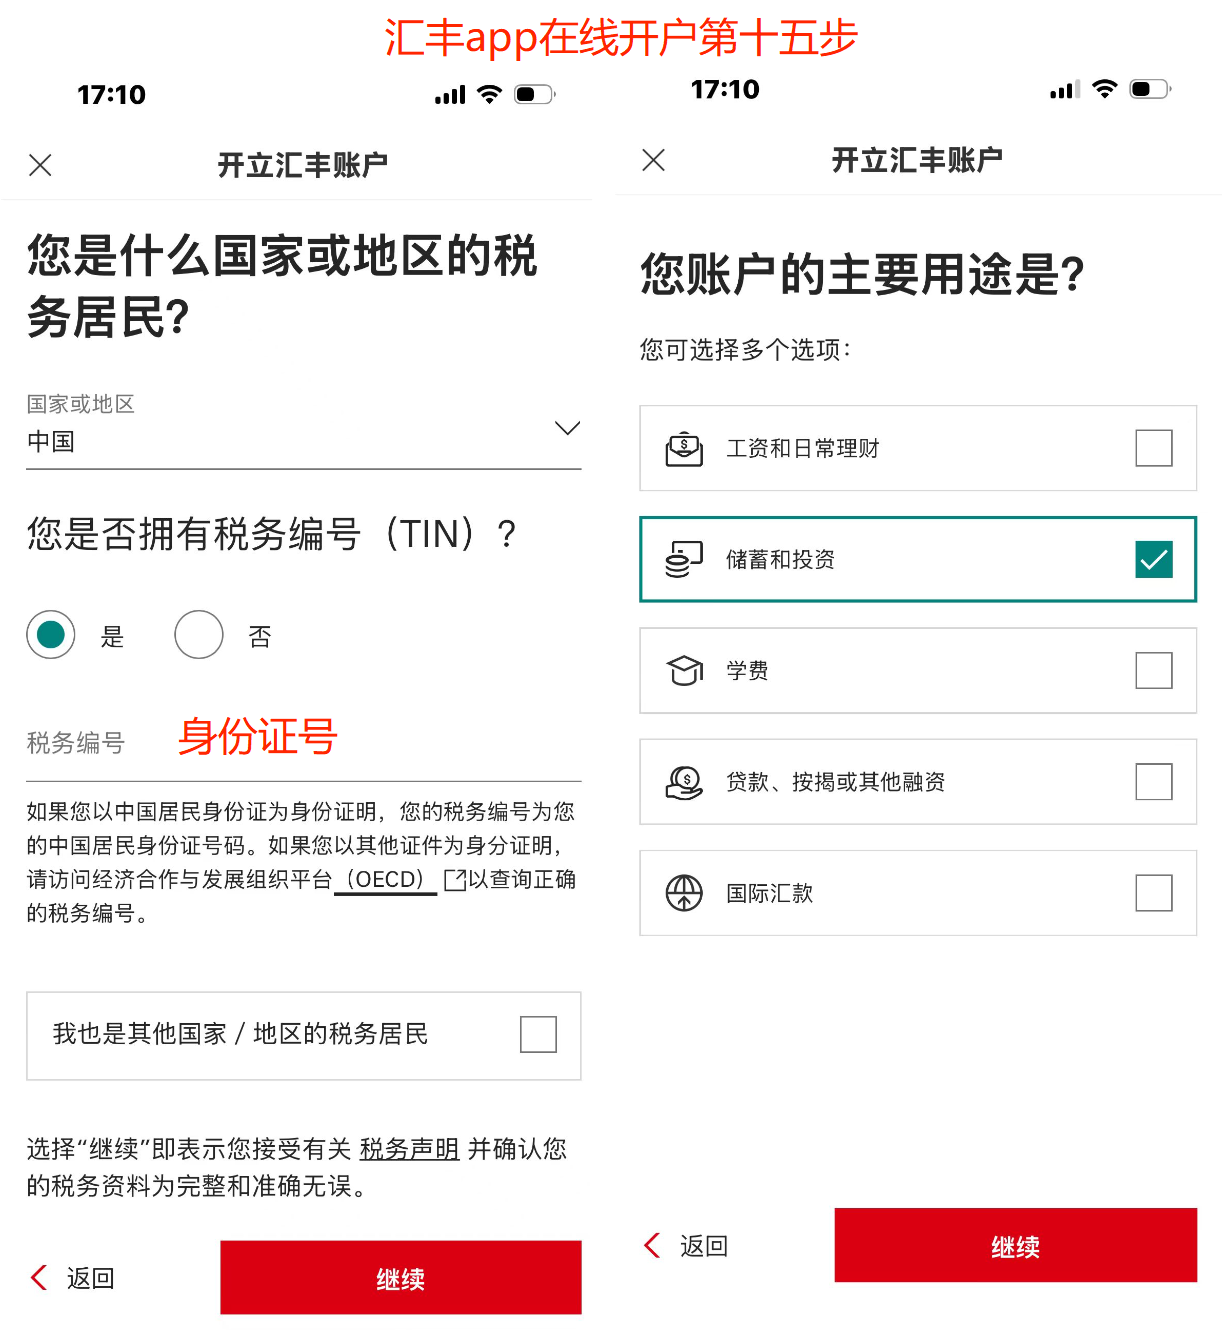 汇丰app在线开户第十五步
17:10
开立汇丰账户
您是什么国家或地区的税
务居民?
国家或地区
中国
您是否拥有税务编号（TIN）？
是 否
税务编号 身份证号
如果您以中国居民身份证为身份证明，您的税务编号为您
的中国居民身份证号码。如果您以其他证件为身分证明，
请访问经济合作与发展组织平台（OECD）以查询正确
的税务编号。
我也是其他国家 / 地区的税务居民
选择“继续”即表示您接受有关 税务声明 并确认您
的税务资料为完整和准确无误。
返回 继续
17:10
开立汇丰账户
您账户的主要用途是?
您可选择多个选项：
工资和日常理财
储蓄和投资
学费
贷款、按揭或其他融资
国际汇款
返回 继续